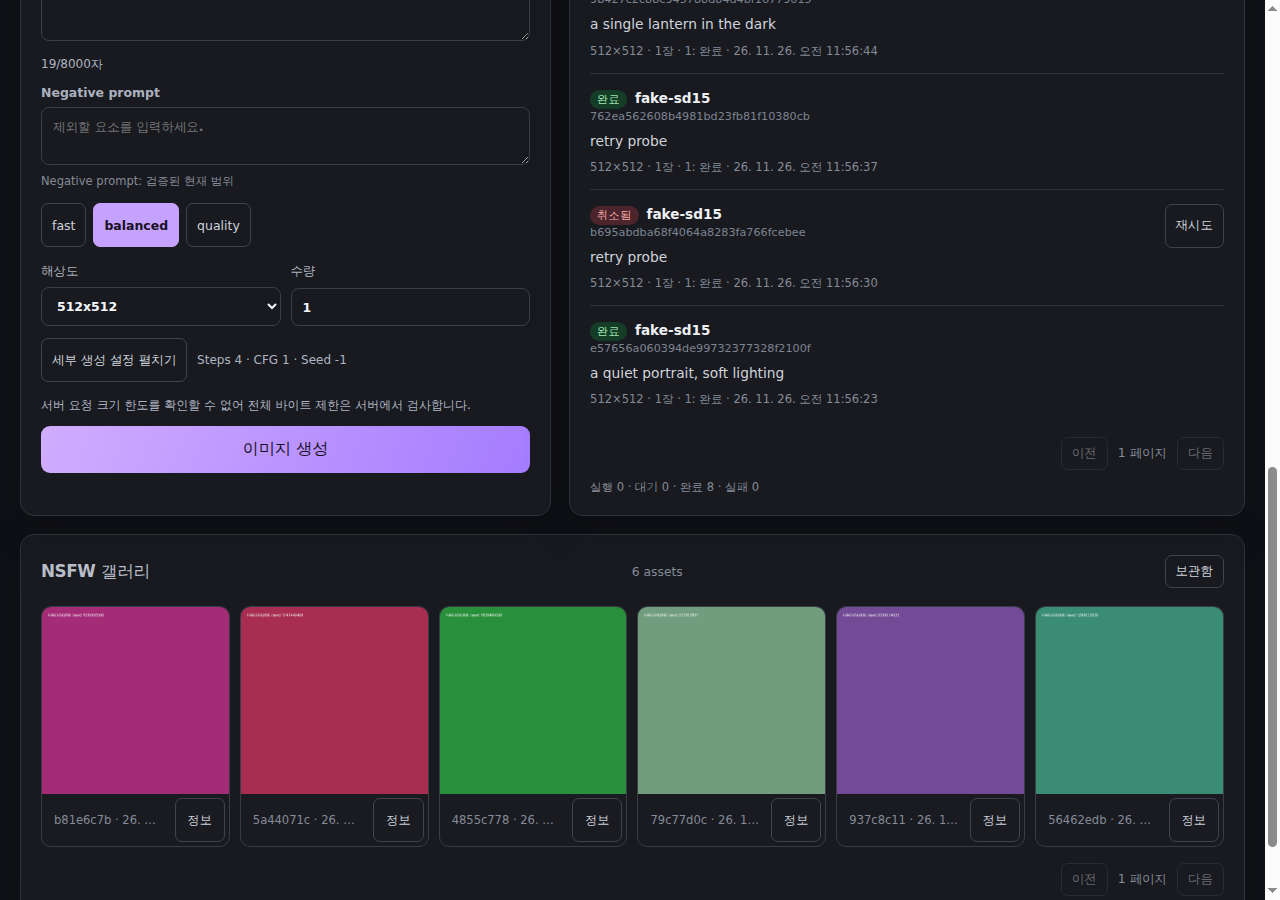 19/8000자
Negative prompt
제외할 요소를 입력하세요.
Negative prompt: 검증된 현재 범위
fast
balanced
quality
해상도
수량
512x512
1
세부 생성 설정 펼치기
Steps 4 · CFG 1 · Seed -1
서버 요청 크기 한도를 확인할 수 없어 전체 바이트 제한은 서버에서 검사합니다.
이미지 생성
a single lantern in the dark
512×512 · 1장 · 1: 완료 · 26. 11. 26. 오전 11:56:44
완료 fake-sd15
762ea562608b4981bd23fb81f10380cb
retry probe
512×512 · 1장 · 1: 완료 · 26. 11. 26. 오전 11:56:37
취소됨 fake-sd15
재시도
b695abdba68f4064a8283fa766fcebee
retry probe
512×512 · 1장 · 1: 완료 · 26. 11. 26. 오전 11:56:30
완료 fake-sd15
e57656a060394de99732377328f2100f
a quiet portrait, soft lighting
512×512 · 1장 · 1: 완료 · 26. 11. 26. 오전 11:56:23
이전 1 페이지 다음
실행 0 · 대기 0 · 완료 8 · 실패 0
NSFW 갤러리
6 assets
보관함
b81e6c7b · 26. ...
정보
5a44071c · 26. ...
정보
4855c778 · 26. ...
정보
79c77d0c · 26. 1...
정보
937c8c11 · 26. 1...
정보
56462edb · 26. ...
정보
이전 1 페이지 다음